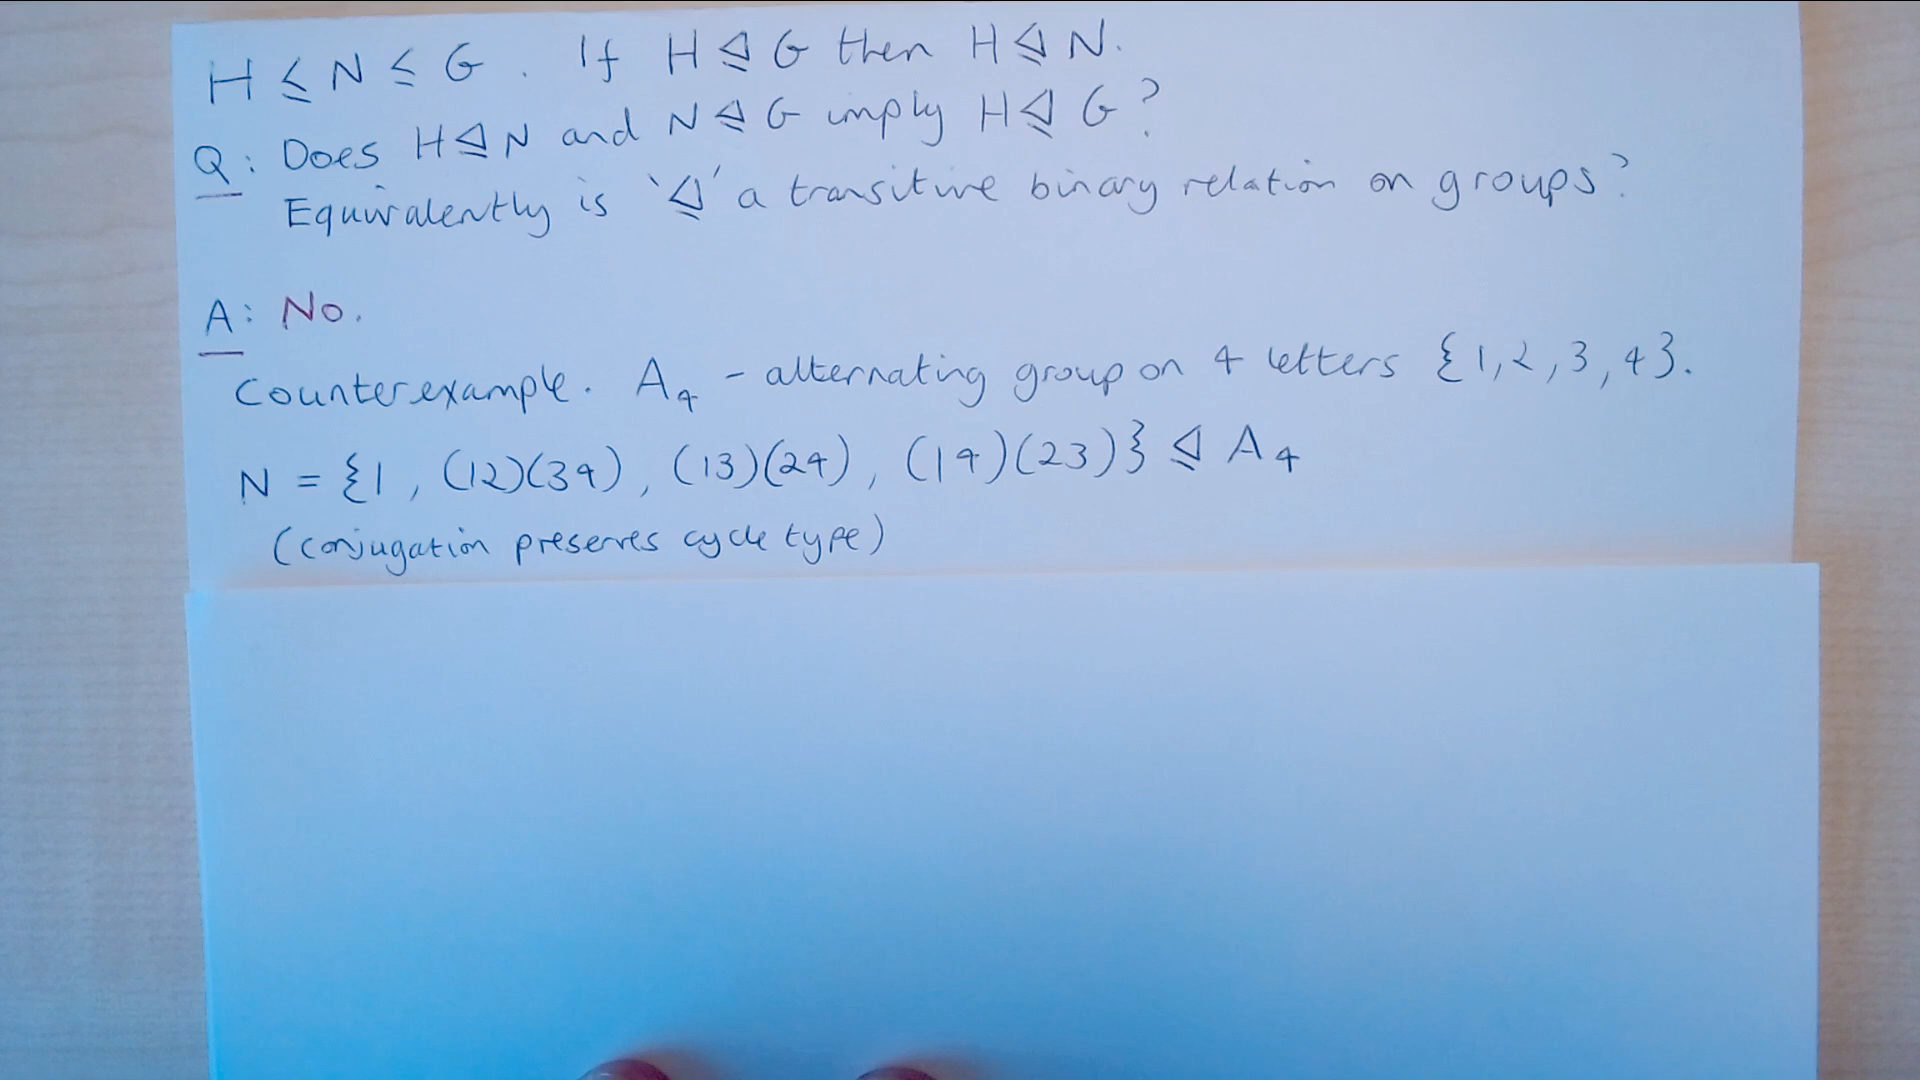 H ≤ N ≤ G. If H ⊴ G then H ⊴ N.
Q: Does H ⊴ N and N ⊴ G imply H ⊴ G?
Equivalently is '⊴' a transitive binary relation on groups?
A: No.
Counterexample. A₄ - alternating group on 4 letters {1,2,3,4}.
N = {1, (12)(34), (13)(24), (14)(23)} ⊴ A₄
(conjugation preserves cycle type)